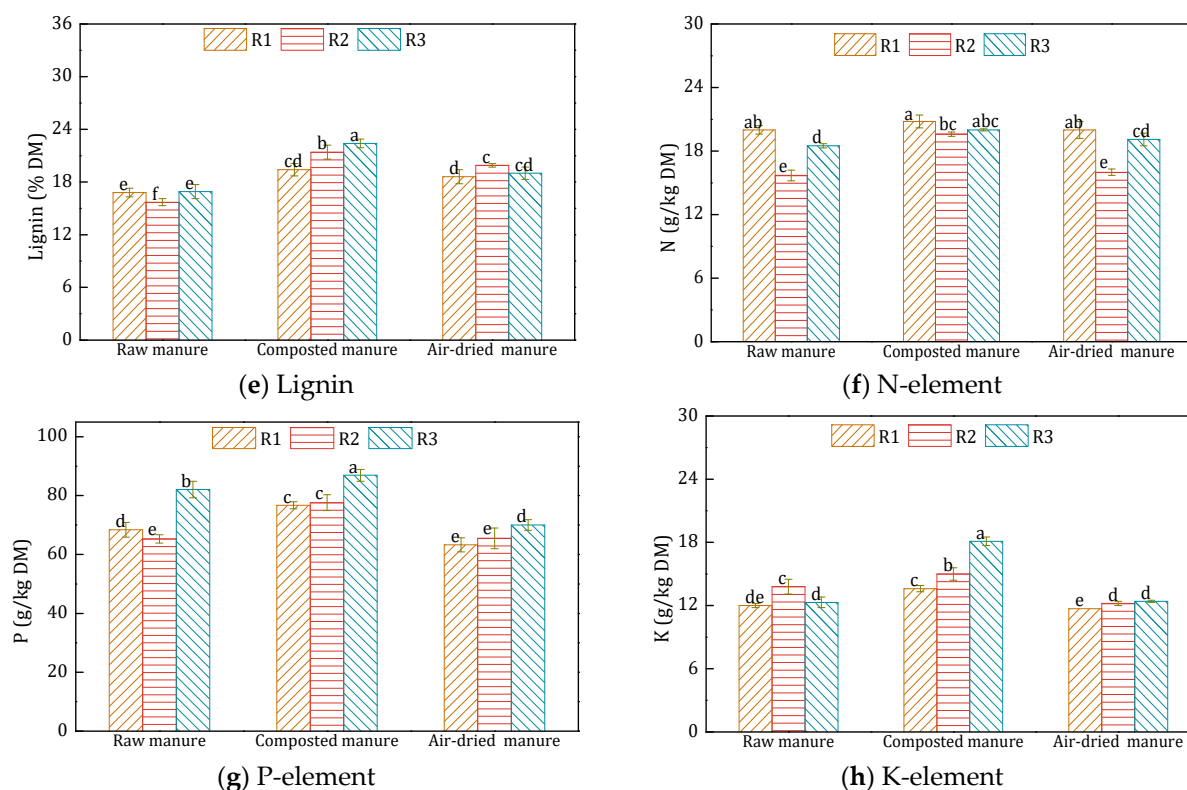 36
30
24
18
12
6
0
Lignin (% DM)
R1 R2 R3
e f e
cd b a
d c cd
Raw manure Composted manure Air-dried manure
(e) Lignin
30
24
18
12
6
0
N (g/kg DM)
R1 R2 R3
ab e d
a bc abc
ab e cd
Raw manure Composted manure Air-dried manure
(f) N-element
100
80
60
40
20
0
P (g/kg DM)
R1 R2 R3
d e b
c c a
e e d
Raw manure Composted manure Air-dried manure
(g) P-element
30
24
18
12
6
0
K (g/kg DM)
R1 R2 R3
de c d
c b a
e d d
Raw manure Composted manure Air-dried manure
(h) K-element